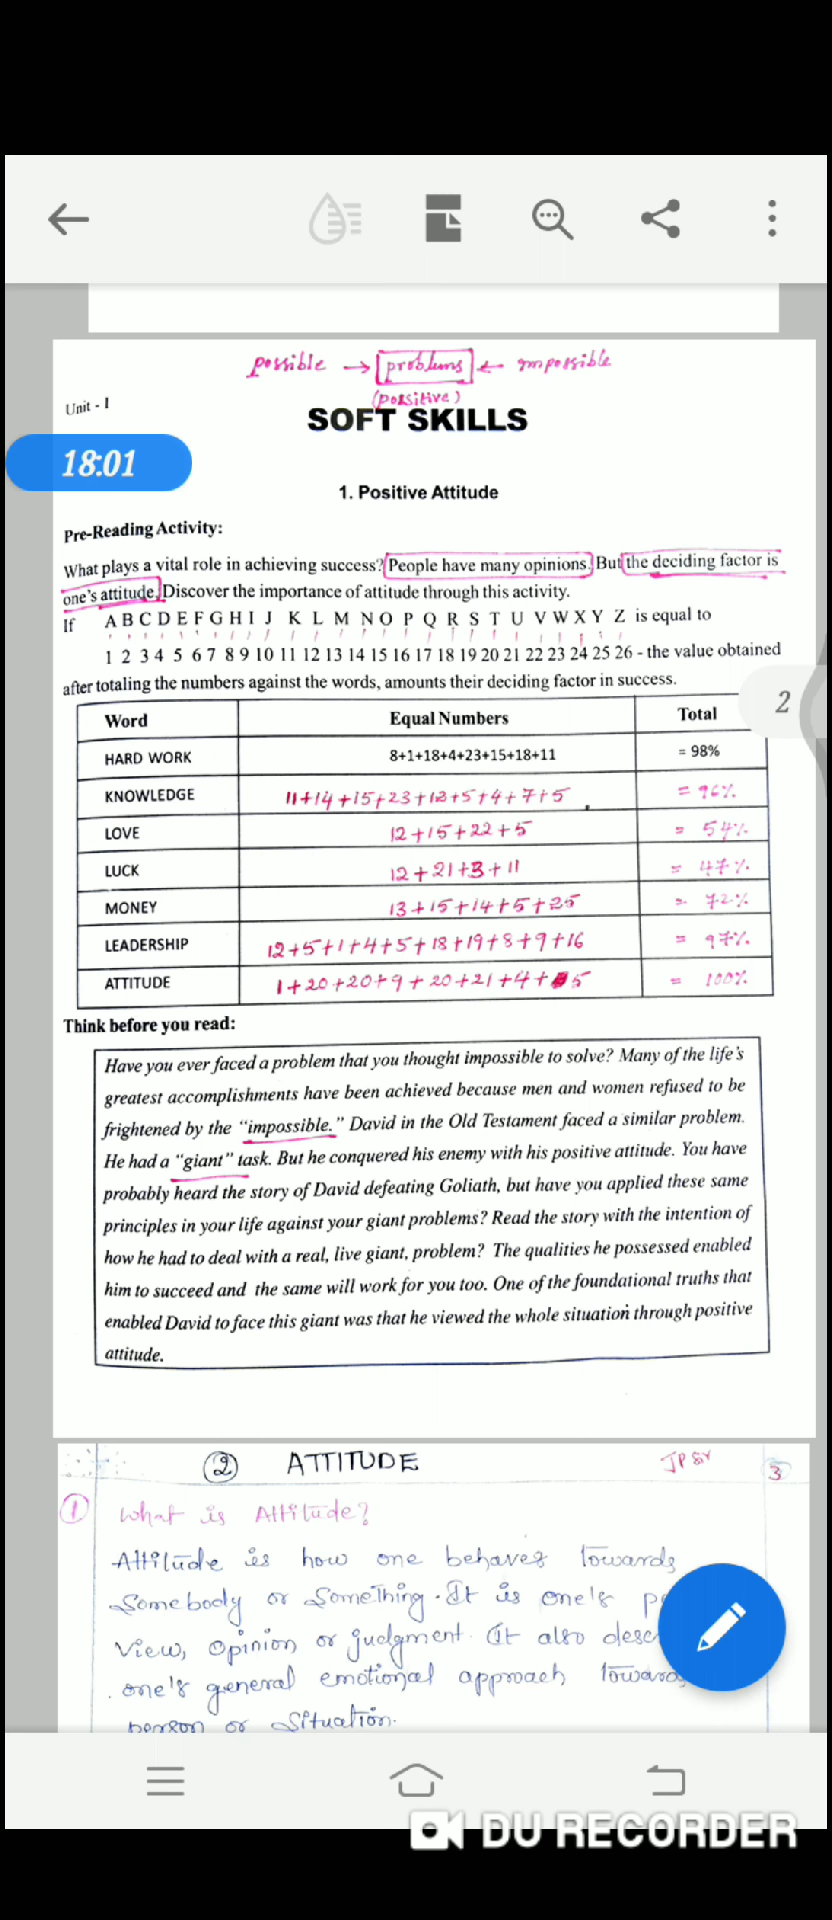 possible → problems ← impossible
(possitive)
Unit - I
SOFT SKILLS
18:01
1. Positive Attitude
Pre-Reading Activity:
What plays a vital role in achieving success? People have many opinions. But the deciding factor is
one's attitude. Discover the importance of attitude through this activity.
If A B C D E F G H I J K L M N O P Q R S T U V W X Y Z is equal to
1 2 3 4 5 6 7 8 9 10 11 12 13 14 15 16 17 18 19 20 21 22 23 24 25 26 - the value obtained
after totaling the numbers against the words, amounts their deciding factor in success.
2
Word Equal Numbers Total
HARD WORK 8+1+18+4+23+15+18+11 = 98%
KNOWLEDGE 11+14+15+23+12+5+4+7+5 = 96%
LOVE 12+15+22+5 = 54%
LUCK 12+21+3+11 = 47%
MONEY 13+15+14+5+25 = 72%
LEADERSHIP 12+5+1+4+5+18+19+8+9+16 = 97%
ATTITUDE 1+20+20+9+20+21+4+5 = 100%
Think before you read:
Have you ever faced a problem that you thought impossible to solve? Many of the life's
greatest accomplishments have been achieved because men and women refused to be
frightened by the "impossible." David in the Old Testament faced a similar problem.
He had a "giant" task. But he conquered his enemy with his positive attitude. You have
probably heard the story of David defeating Goliath, but have you applied these same
principles in your life against your giant problems? Read the story with the intention of
how he had to deal with a real, live giant, problem? The qualities he possessed enabled
him to succeed and the same will work for you too. One of the foundational truths that
enabled David to face this giant was that he viewed the whole situation through positive
attitude.
2 ATTITUDE 3
1 What is Attitude?
Attitude is how one behaves towards
Somebody or Something. It is one's
View, opinion or judgment. It also
one's general emotional approach
person or Situation.
DU RECORDER